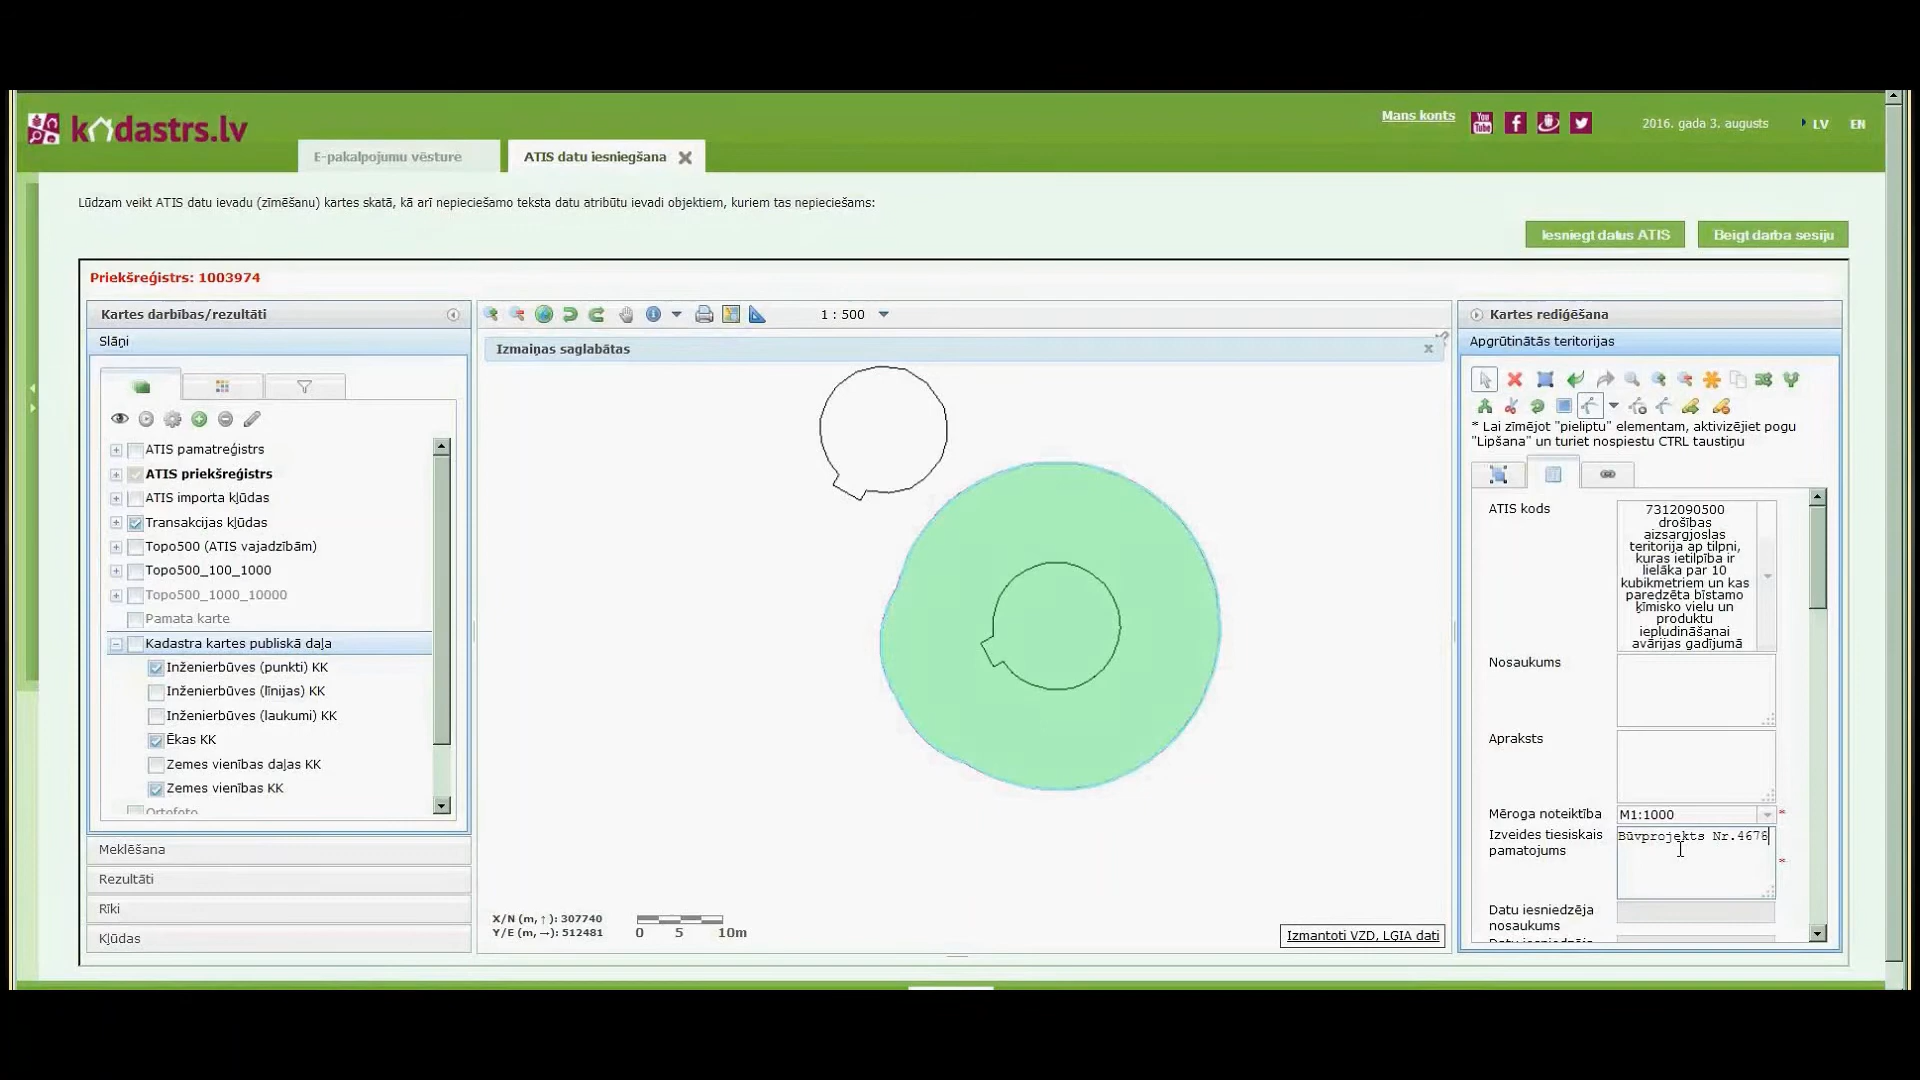 kadastrs.lv
E-pakalpojumu vēsture
ATIS datu iesniegšana
Mans konts
You Tube
2016. gada 3. augusts
LV
EN
Lūdzam veikt ATIS datu ievadu (zīmēšanu) kartes skatā, kā arī nepieciešamo teksta datu atribūtu ievadi objektiem, kuriem tas nepieciešams:
Iesniegt datus ATIS
Beigt darba sesiju
Priekšreģistrs: 1003974
Kartes darbības/rezultāti
Slāņi
ATIS pamatreģistrs
ATIS priekšreģistrs
ATIS importa kļūdas
Transakcijas kļūdas
Topo500 (ATIS vajadzībām)
Topo500_100_1000
Topo500_1000_10000
Pamata karte
Kadastra kartes publiskā daļa
Inženierbūves (punkti) KK
Inženierbūves (līnijas) KK
Inženierbūves (laukumi) KK
Ēkas KK
Zemes vienības daļas KK
Zemes vienības KK
Ortofoto
Meklēšana
Rezultāti
Rīki
Kļūdas
1 : 500
Izmaiņas saglabātas
X/N (m, ↑ ): 307740
Y/E (m, →): 512481
0 5 10m
Izmantoti VZD, LĢIA dati
Kartes rediģēšana
Apgrūtinātās teritorijas
* Lai zīmējot "pieliptu" elementam, aktivizējiet pogu
"Lipšana" un turiet nospiestu CTRL taustiņu
ATIS kods
7312090500
drošības
aizsargjoslas
teritorija ap tilpni,
kuras ietilpība ir
lielāka par 10
kubikmetriem un kas
paredzēta bīstamo
ķīmisko vielu un
produktu
iepludināšanai
avārijas gadījumā
Nosaukums
Apraksts
Mēroga noteiktība
M1:1000
*
Izveides tiesiskais
pamatojums
Būvprojekts Nr.4676
*
Datu iesniedzēja
nosaukums